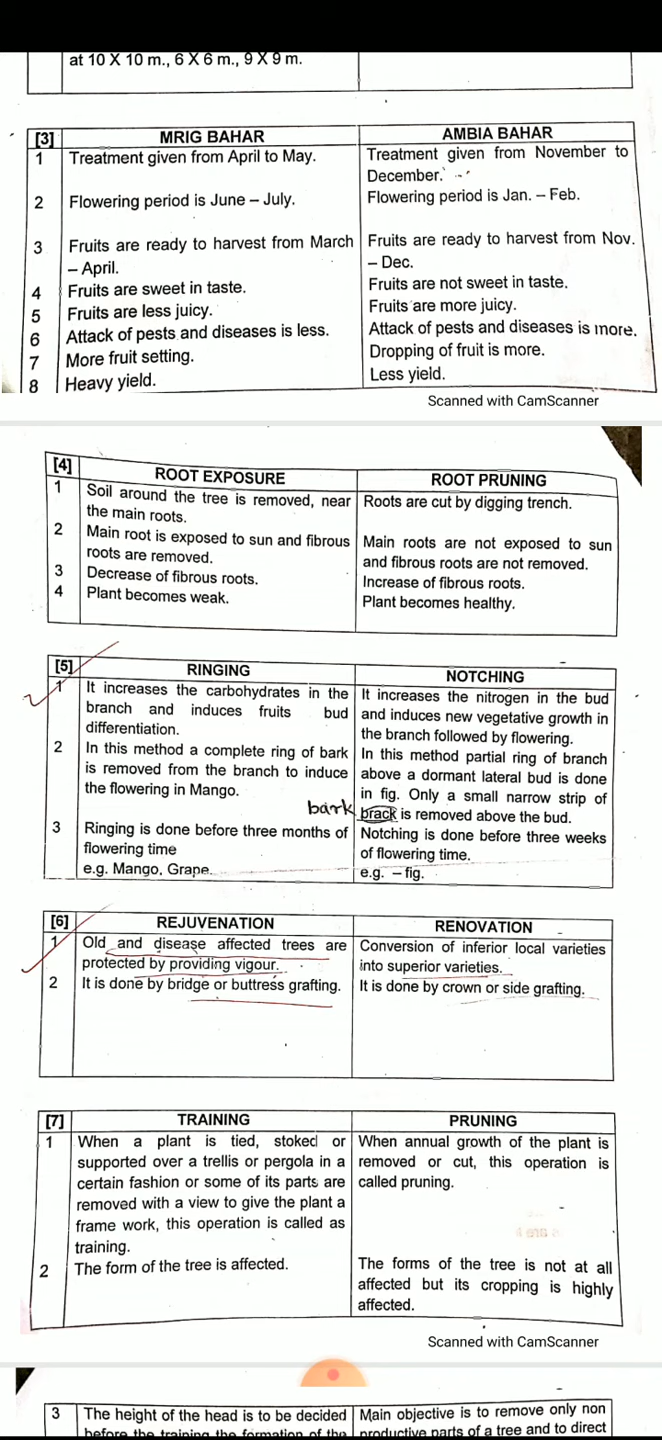 at 10 X 10 m., 6 X 6 m., 9 X 9 m.
[3] MRIG BAHAR AMBIA BAHAR
1 Treatment given from April to May. Treatment given from November to
December.
2 Flowering period is June – July. Flowering period is Jan. – Feb.
3 Fruits are ready to harvest from March Fruits are ready to harvest from Nov.
– April. – Dec.
4 Fruits are sweet in taste. Fruits are not sweet in taste.
5 Fruits are less juicy. Fruits are more juicy.
6 Attack of pests and diseases is less. Attack of pests and diseases is more.
7 More fruit setting. Dropping of fruit is more.
8 Heavy yield. Less yield.
Scanned with CamScanner
[4] ROOT EXPOSURE ROOT PRUNING
1 Soil around the tree is removed, near Roots are cut by digging trench.
the main roots.
2 Main root is exposed to sun and fibrous Main roots are not exposed to sun
roots are removed. and fibrous roots are not removed.
3 Decrease of fibrous roots. Increase of fibrous roots.
4 Plant becomes weak. Plant becomes healthy.
[5] RINGING NOTCHING
1 It increases the carbohydrates in the It increases the nitrogen in the bud
branch and induces fruits bud and induces new vegetative growth in
differentiation. the branch followed by flowering.
2 In this method a complete ring of bark In this method partial ring of branch
is removed from the branch to induce above a dormant lateral bud is done
the flowering in Mango. in fig. Only a small narrow strip of
bark brack is removed above the bud.
3 Ringing is done before three months of Notching is done before three weeks
flowering time of flowering time.
e.g. Mango, Grape. e.g. – fig.
[6] REJUVENATION RENOVATION
1 Old and disease affected trees are Conversion of inferior local varieties
protected by providing vigour. into superior varieties.
2 It is done by bridge or buttress grafting. It is done by crown or side grafting.
[7] TRAINING PRUNING
1 When a plant is tied, stoked or When annual growth of the plant is
supported over a trellis or pergola in a removed or cut, this operation is
certain fashion or some of its parts are called pruning.
removed with a view to give the plant a
frame work, this operation is called as
training.
2 The form of the tree is affected. The forms of the tree is not at all
affected but its cropping is highly
affected.
Scanned with CamScanner
3 The height of the head is to be decided Main objective is to remove only non
before the training the formation of the productive parts of a tree and to direct